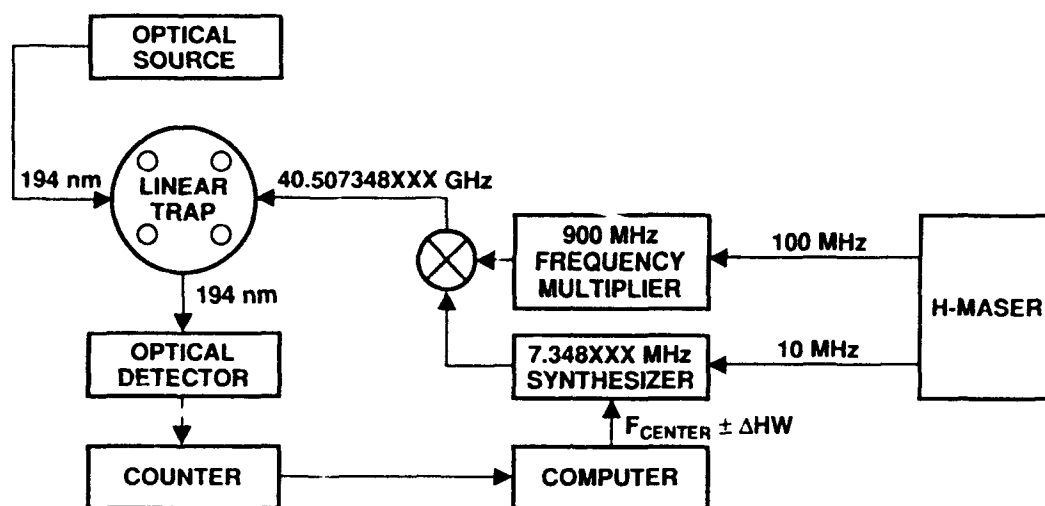 OPTICAL
SOURCE
194 nm
LINEAR
TRAP
40.507348XXX GHz
900 MHz
FREQUENCY
MULTIPLIER
100 MHz
H-MASER
194 nm
OPTICAL
DETECTOR
7.348XXX MHz
SYNTHESIZER
10 MHz
F_CENTER ± ΔHW
COUNTER
COMPUTER